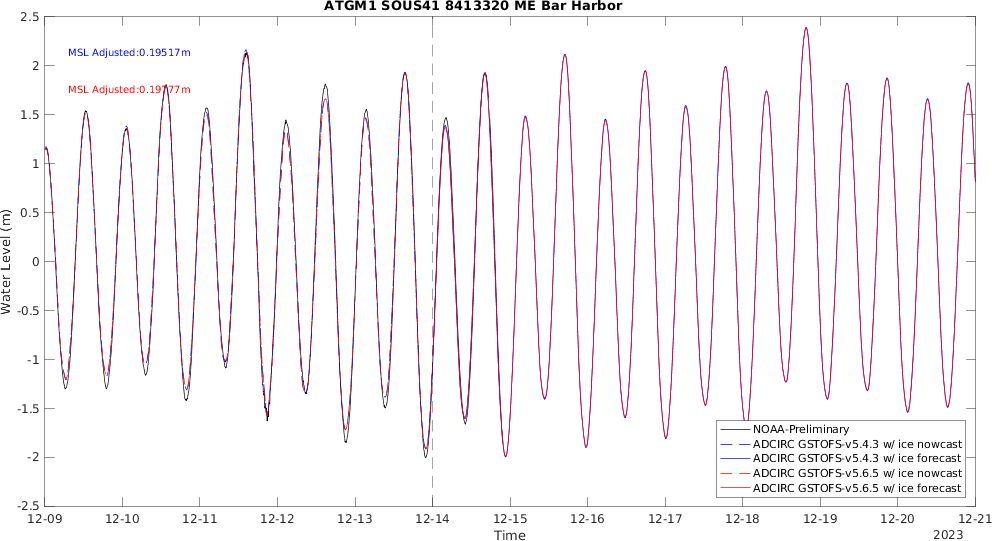 ATGM1 SOUS41 8413320 ME Bar Harbor
2.5
2
1.5
1
0.5
0
-0.5
-1
-1.5
-2
-2.5
Water Level (m)
MSL Adjusted:0.19517m
MSL Adjusted:0.19777m
NOAA-Preliminary
ADCIRC GSTOFS-v5.4.3 w/ ice nowcast
ADCIRC GSTOFS-v5.4.3 w/ ice forecast
ADCIRC GSTOFS-v5.6.5 w/ ice nowcast
ADCIRC GSTOFS-v5.6.5 w/ ice forecast
12-09 12-10 12-11 12-12 12-13 12-14 12-15 12-16 12-17 12-18 12-19 12-20 12-21
Time
2023